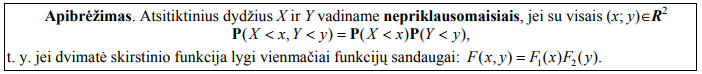 Apibrėžimas. Atsitiktinius dydžius X ir Y vadiname nepriklausomaisiais, jei su visais (x; y)∈R²
P(X < x, Y < y) = P(X < x)P(Y < y),
t. y. jei dvimatė skirstinio funkcija lygi vienmačiai funkcijų sandaugai: F(x, y) = F₁(x)F₂(y).